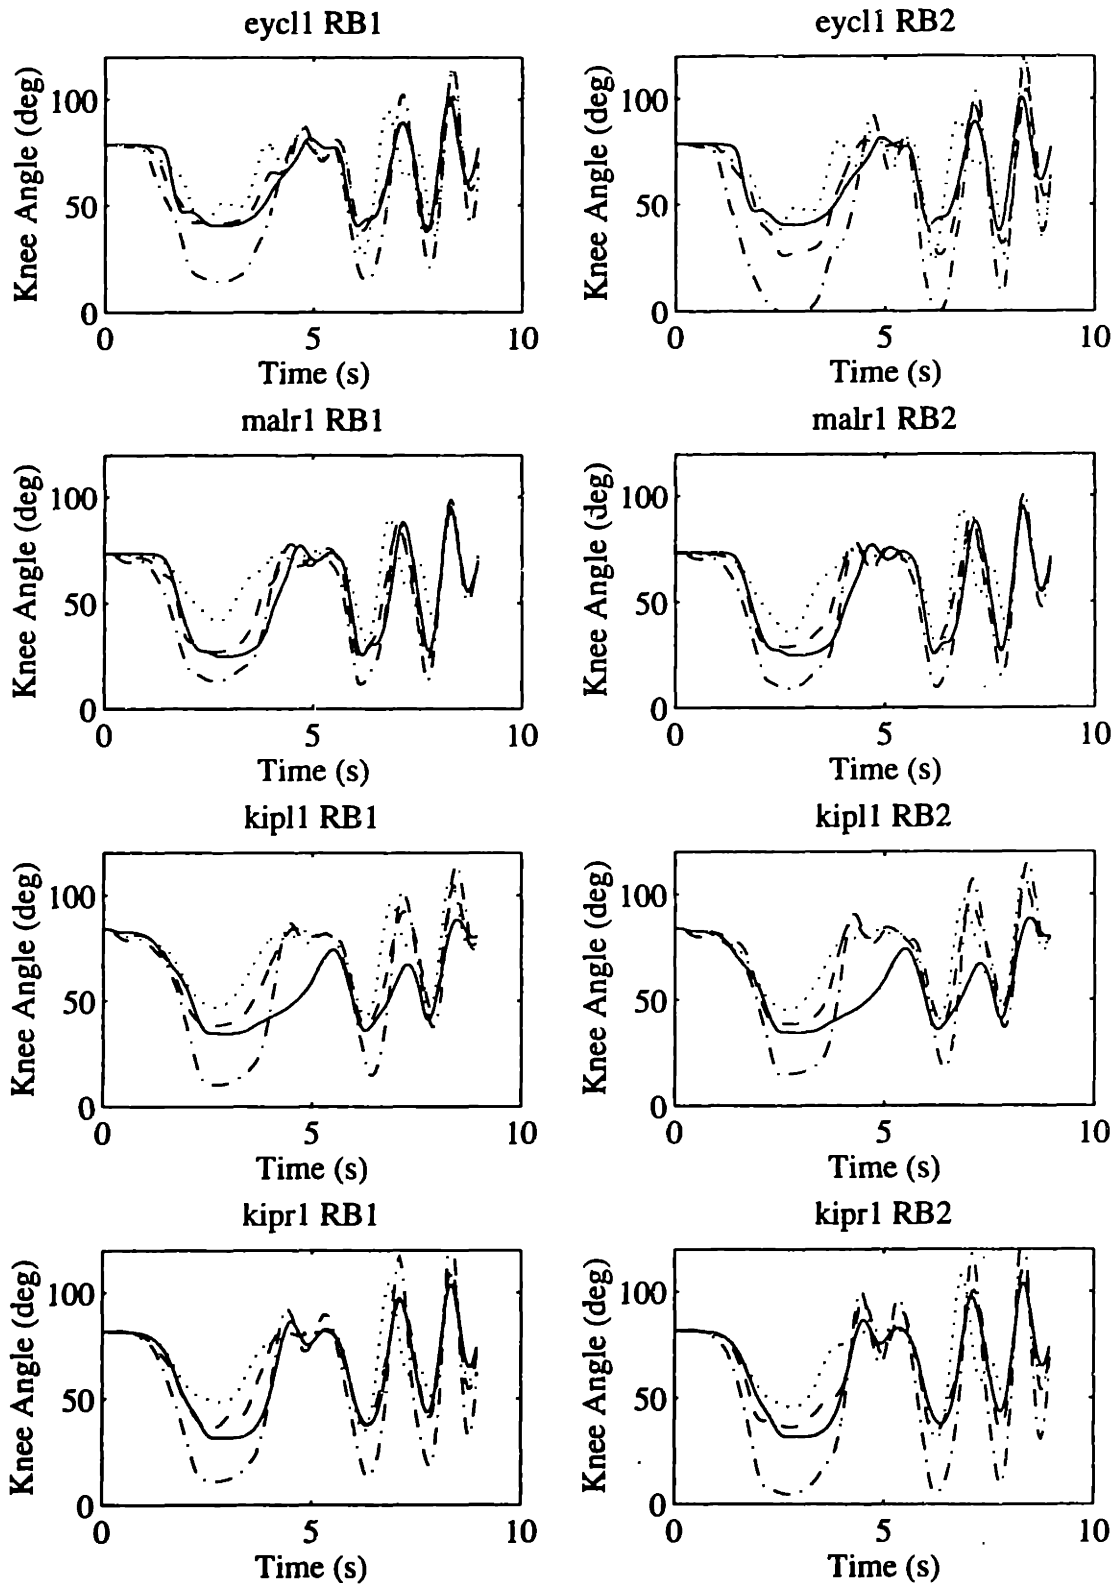 eycl1 RB1
eycl1 RB2
Knee Angle (deg)
100
50
0
0
5
10
Time (s)
Knee Angle (deg)
100
50
0
0
5
10
Time (s)
malr1 RB1
malr1 RB2
Knee Angle (deg)
100
50
0
0
5
10
Time (s)
Knee Angle (deg)
100
50
0
0
5
10
Time (s)
kipl1 RB1
kipl1 RB2
Knee Angle (deg)
100
50
0
0
5
10
Time (s)
Knee Angle (deg)
100
50
0
0
5
10
Time (s)
kipr1 RB1
kipr1 RB2
Knee Angle (deg)
100
50
0
0
5
10
Time (s)
Knee Angle (deg)
100
50
0
0
5
10
Time (s)